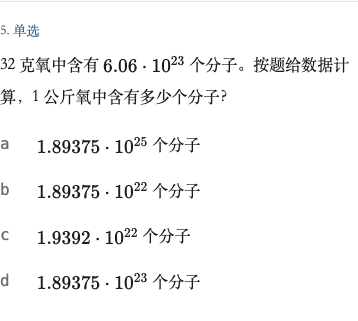 5. 单选
32 克氧中含有 6.06 · 10²³ 个分子。按题给数据计
算，1 公斤氧中含有多少个分子?
a 1.89375 · 10²⁵ 个分子
b 1.89375 · 10²² 个分子
c 1.9392 · 10²² 个分子
d 1.89375 · 10²³ 个分子